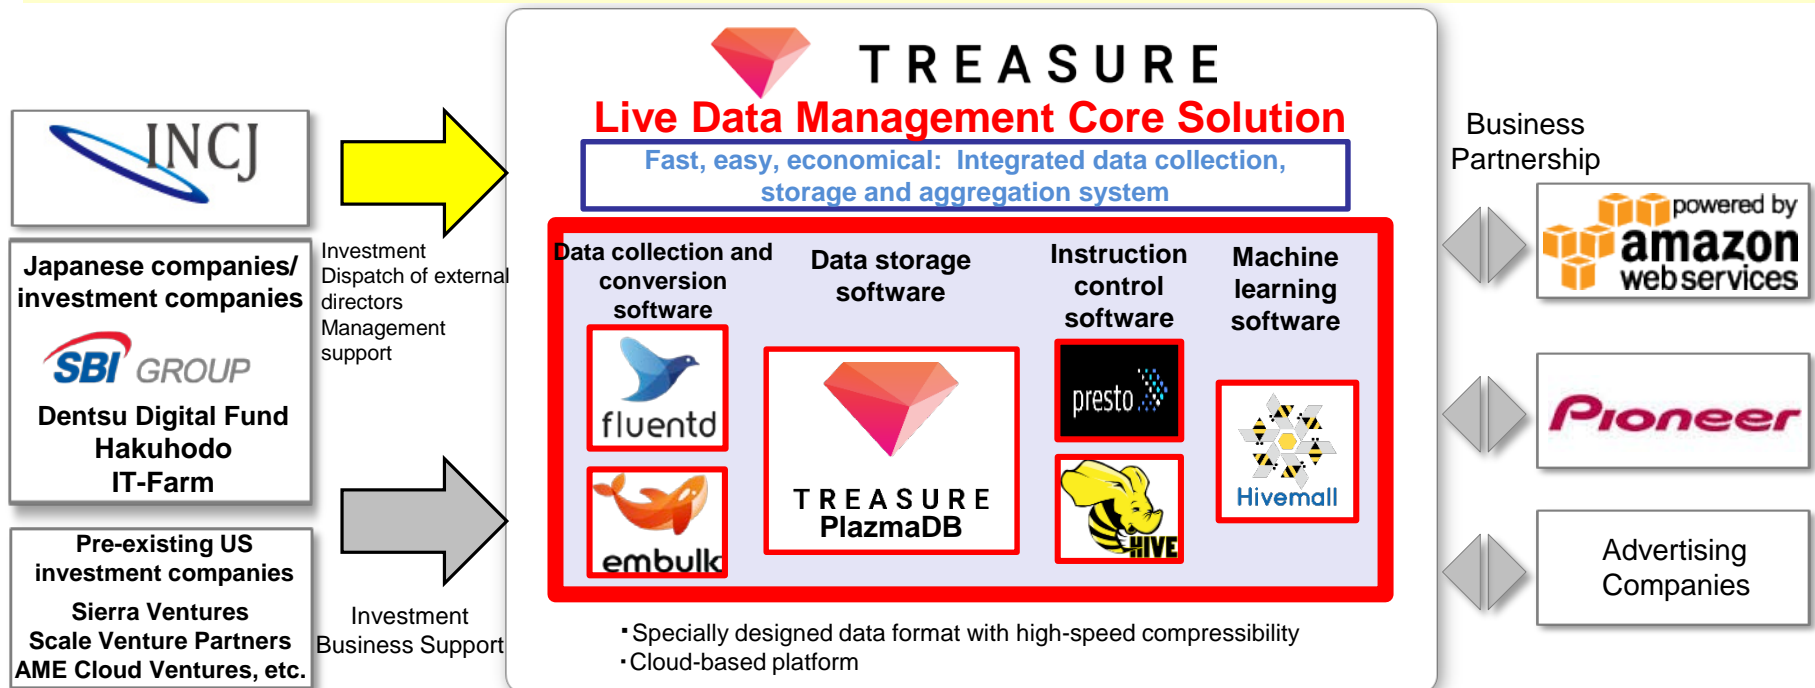 INCJ
Japanese companies/
investment companies
SBI GROUP
Dentsu Digital Fund
Hakuhodo
IT-Farm
Pre-existing US
investment companies
Sierra Ventures
Scale Venture Partners
AME Cloud Ventures, etc.
Investment
Dispatch of external
directors
Management
support
Investment
Business Support
TREASURE
Live Data Management Core Solution
Fast, easy, economical: Integrated data collection,
storage and aggregation system
Data collection and
conversion
software
fluentd
embulk
Data storage
software
TREASURE
PlazmaDB
Instruction
control
software
presto
HIVE
Machine
learning
software
Hivemall
・Specially designed data format with high-speed compressibility
・Cloud-based platform
Business
Partnership
powered by
amazon
web services
Pioneer
Advertising
Companies